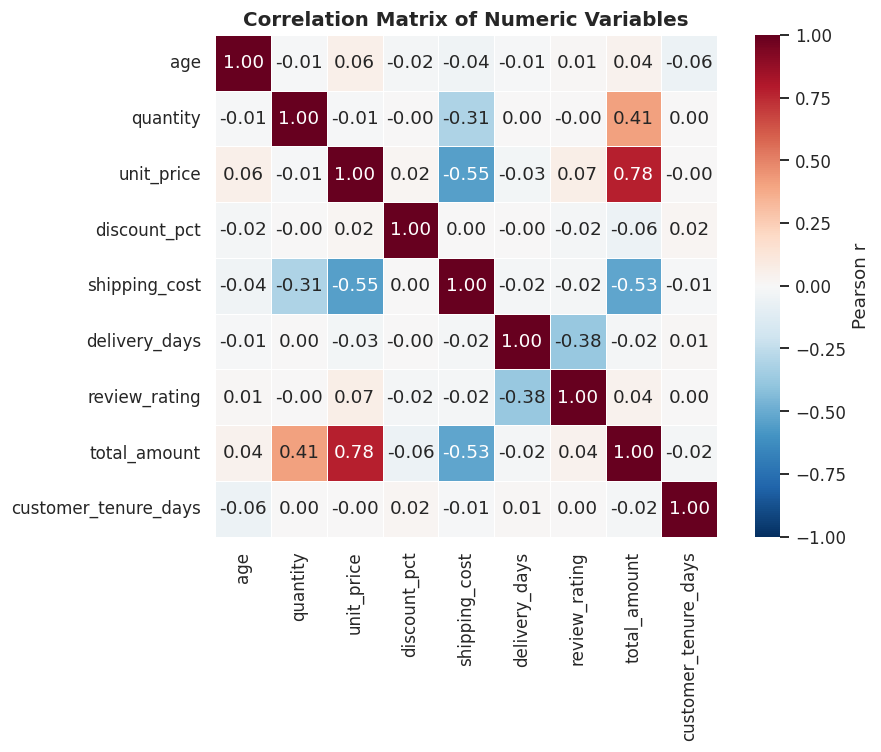 Correlation Matrix of Numeric Variables
age 1.00 -0.01 0.06 -0.02 -0.04 -0.01 0.01 0.04 -0.06
quantity -0.01 1.00 -0.01 -0.00 -0.31 0.00 -0.00 0.41 0.00
unit_price 0.06 -0.01 1.00 0.02 -0.55 -0.03 0.07 0.78 -0.00
discount_pct -0.02 -0.00 0.02 1.00 0.00 -0.00 -0.02 -0.06 0.02
shipping_cost -0.04 -0.31 -0.55 0.00 1.00 -0.02 -0.02 -0.53 -0.01
delivery_days -0.01 0.00 -0.03 -0.00 -0.02 1.00 -0.38 -0.02 0.01
review_rating 0.01 -0.00 0.07 -0.02 -0.02 -0.38 1.00 0.04 0.00
total_amount 0.04 0.41 0.78 -0.06 -0.53 -0.02 0.04 1.00 -0.02
customer_tenure_days -0.06 0.00 -0.00 0.02 -0.01 0.01 0.00 -0.02 1.00
age
quantity
unit_price
discount_pct
shipping_cost
delivery_days
review_rating
total_amount
customer_tenure_days
1.00
0.75
0.50
0.25
0.00
−0.25
−0.50
−0.75
−1.00
Pearson r